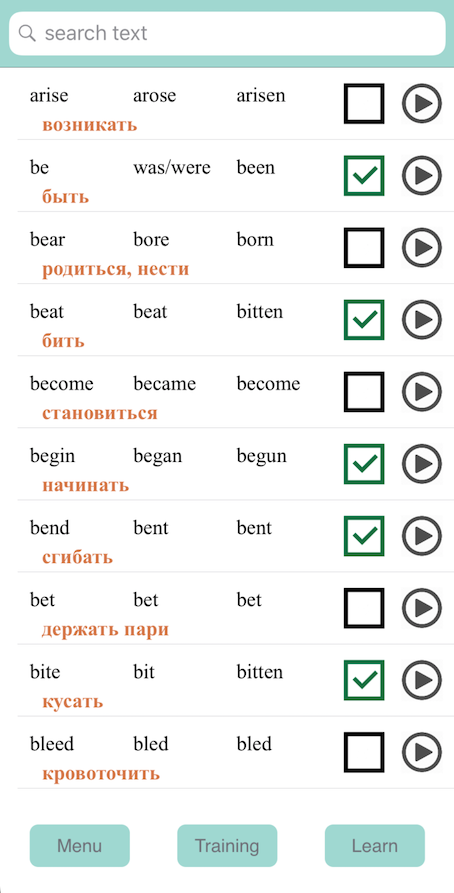 search text
arise arose arisen
возникать
be was/were been
быть
bear bore born
родиться, нести
beat beat bitten
бить
become became become
становиться
begin began begun
начинать
bend bent bent
сгибать
bet bet bet
держать пари
bite bit bitten
кусать
bleed bled bled
кровоточить
Menu Training Learn